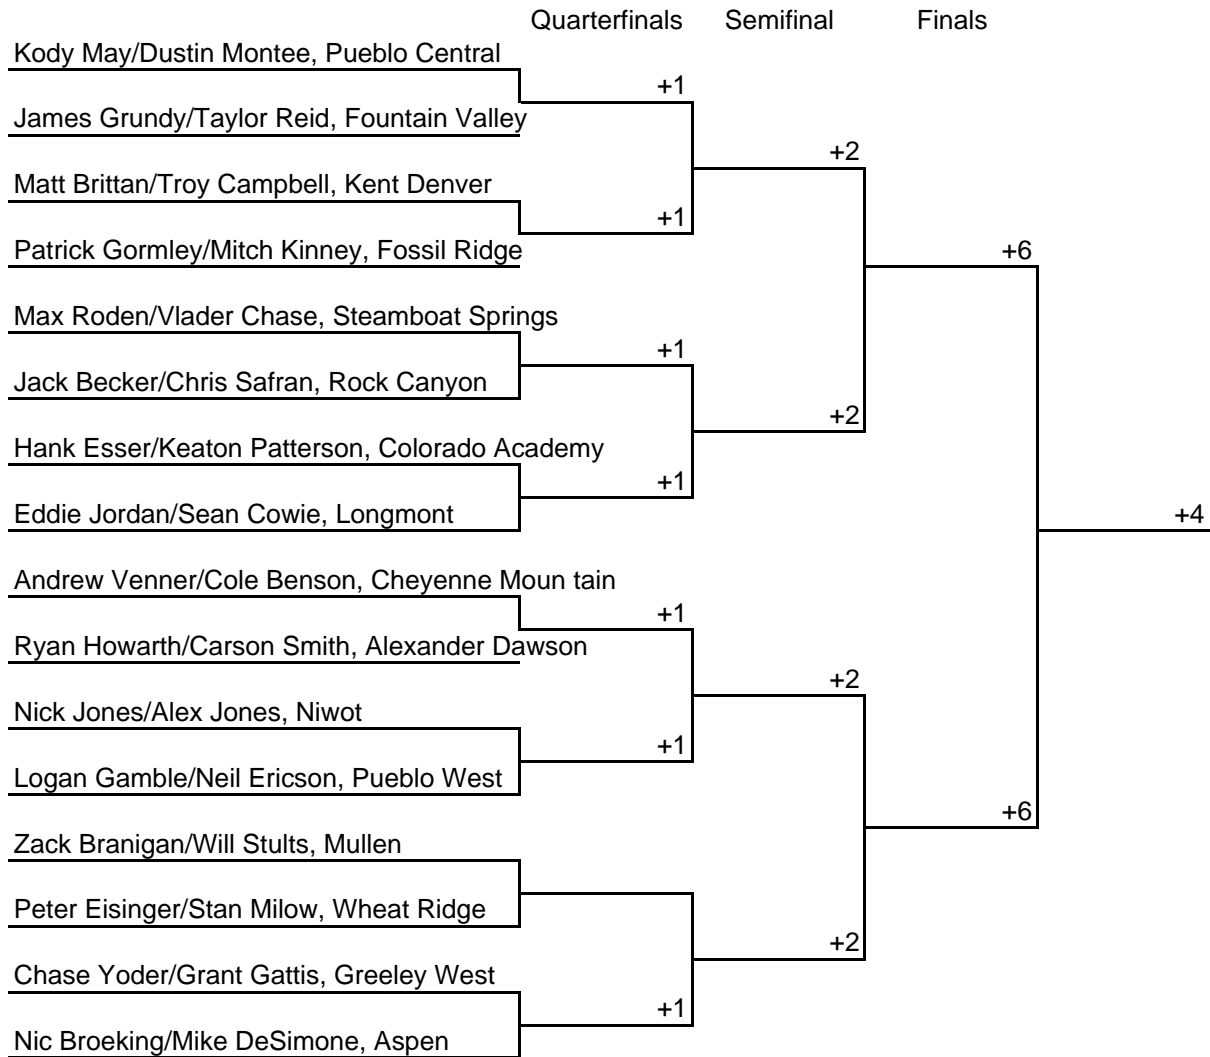 Quarterfinals Semifinal Finals
Kody May/Dustin Montee, Pueblo Central
+1
James Grundy/Taylor Reid, Fountain Valley
+2
Matt Brittan/Troy Campbell, Kent Denver
+1
Patrick Gormley/Mitch Kinney, Fossil Ridge
+6
Max Roden/Vlader Chase, Steamboat Springs
+1
Jack Becker/Chris Safran, Rock Canyon
+2
Hank Esser/Keaton Patterson, Colorado Academy
+1
Eddie Jordan/Sean Cowie, Longmont
+4
Andrew Venner/Cole Benson, Cheyenne Moun tain
+1
Ryan Howarth/Carson Smith, Alexander Dawson
+2
Nick Jones/Alex Jones, Niwot
+1
Logan Gamble/Neil Ericson, Pueblo West
+6
Zack Branigan/Will Stults, Mullen
Peter Eisinger/Stan Milow, Wheat Ridge
+2
Chase Yoder/Grant Gattis, Greeley West
+1
Nic Broeking/Mike DeSimone, Aspen